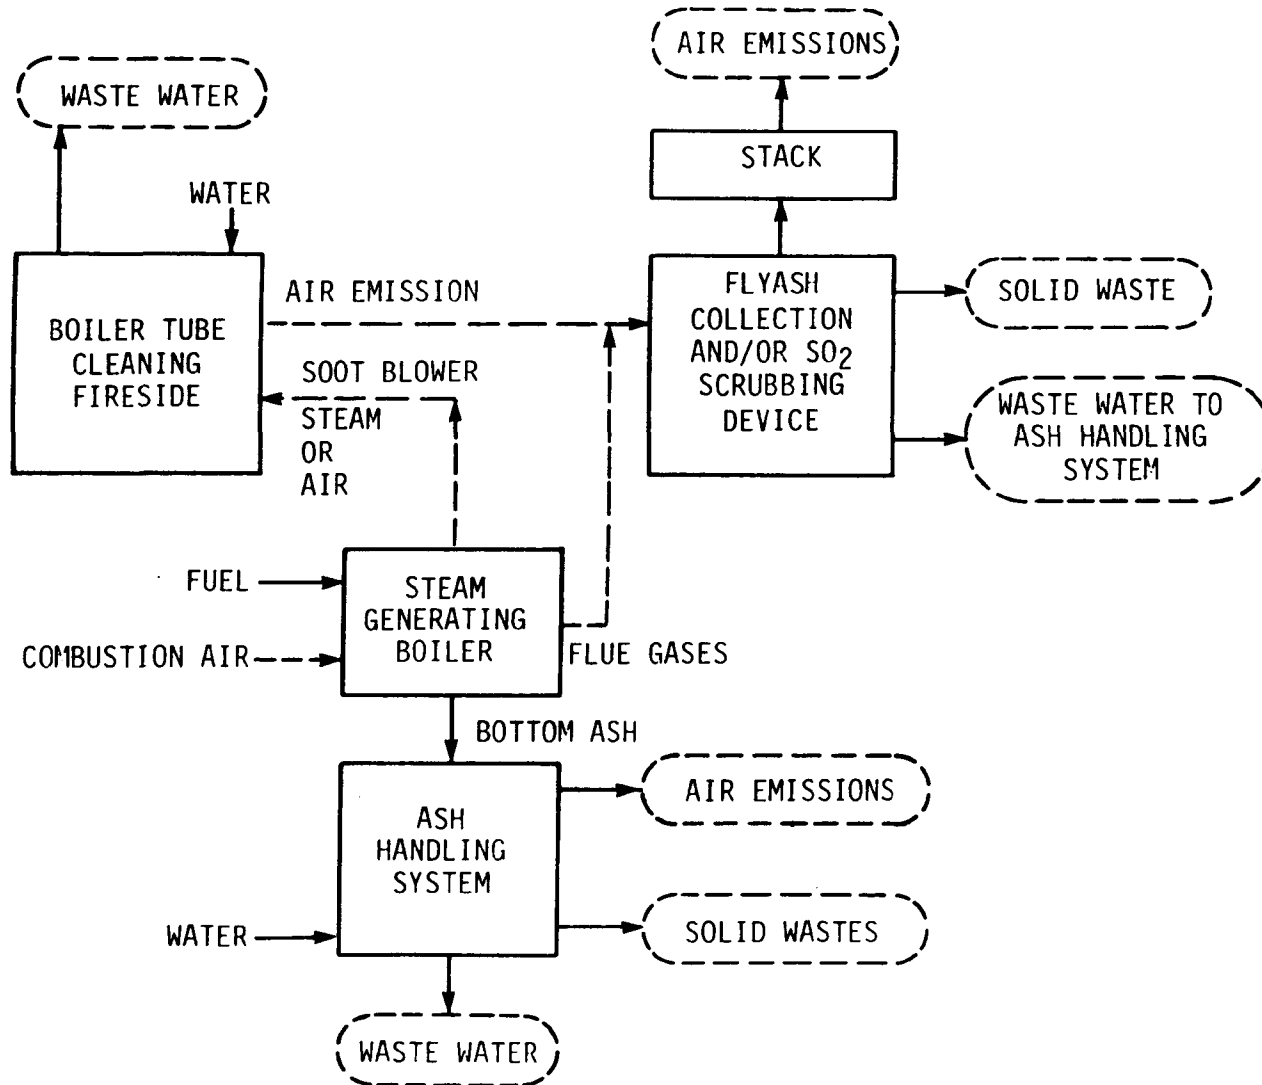 AIR EMISSIONS
WASTE WATER
STACK
WATER
BOILER TUBE
CLEANING
FIRESIDE
AIR EMISSION
SOOT BLOWER
STEAM
OR
AIR
FLYASH
COLLECTION
AND/OR SO2
SCRUBBING
DEVICE
SOLID WASTE
WASTE WATER TO
ASH HANDLING
SYSTEM
FUEL
COMBUSTION AIR
STEAM
GENERATING
BOILER
FLUE GASES
BOTTOM ASH
ASH
HANDLING
SYSTEM
AIR EMISSIONS
WATER
SOLID WASTES
WASTE WATER